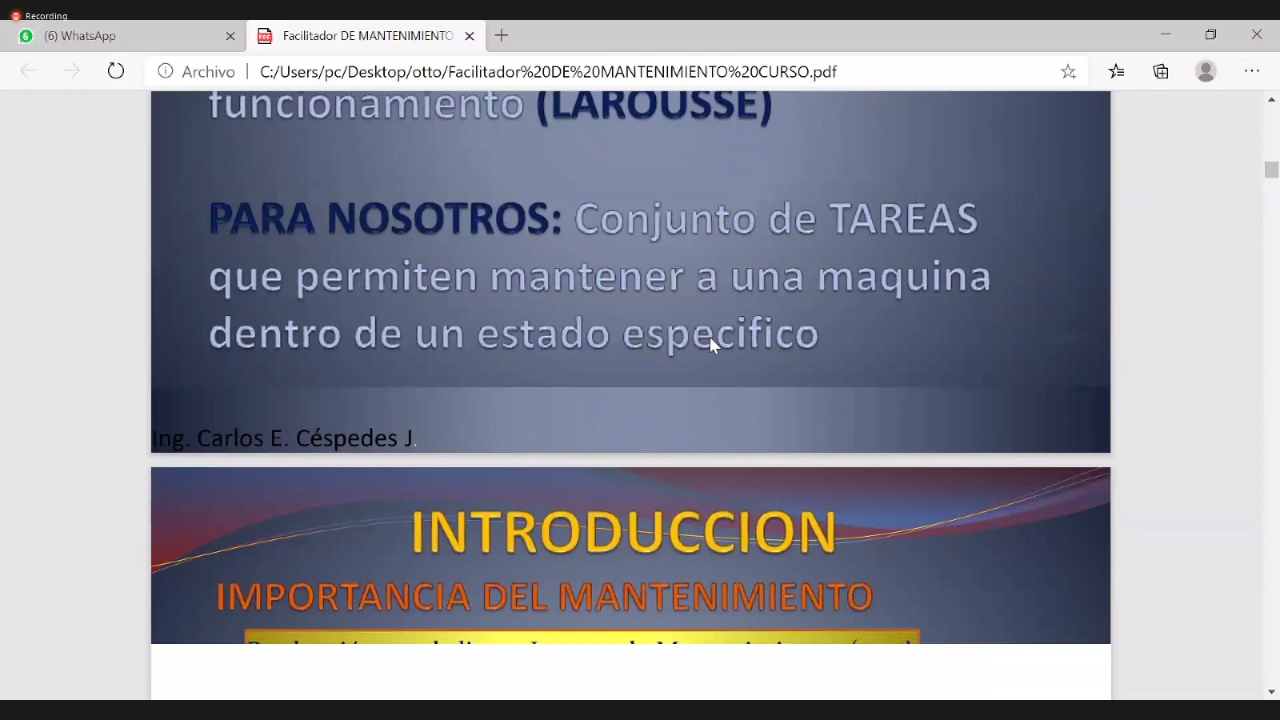 Recording
6
(6) WhatsApp
PDF
Facilitador DE MANTENIMIENTO
Archivo
C:/Users/pc/Desktop/otto/Facilitador%20DE%20MANTENIMIENTO%20CURSO.pdf
funcionamiento (LAROUSSE)
PARA NOSOTROS: Conjunto de TAREAS
que permiten mantener a una maquina
dentro de un estado especifico
Ing. Carlos E. Céspedes J.
INTRODUCCION
IMPORTANCIA DEL MANTENIMIENTO